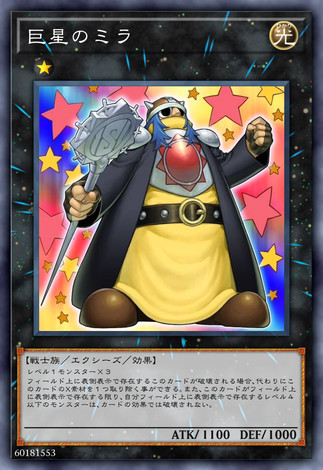 巨星のミラ
光
【戦士族／エクシーズ／効果】
レベル１モンスター×３
フィールド上に表側表示で存在するこのカードが破壊される場合、代わりにこ
のカードのX素材を１つ取り除く事ができる。また、このカードがフィールド上
に表側表示で存在する限り、自分フィールド上に表側表示で存在するレベル４
以下のモンスターは、カードの効果では破壊されない。
ATK/1100 DEF/1000
60181553